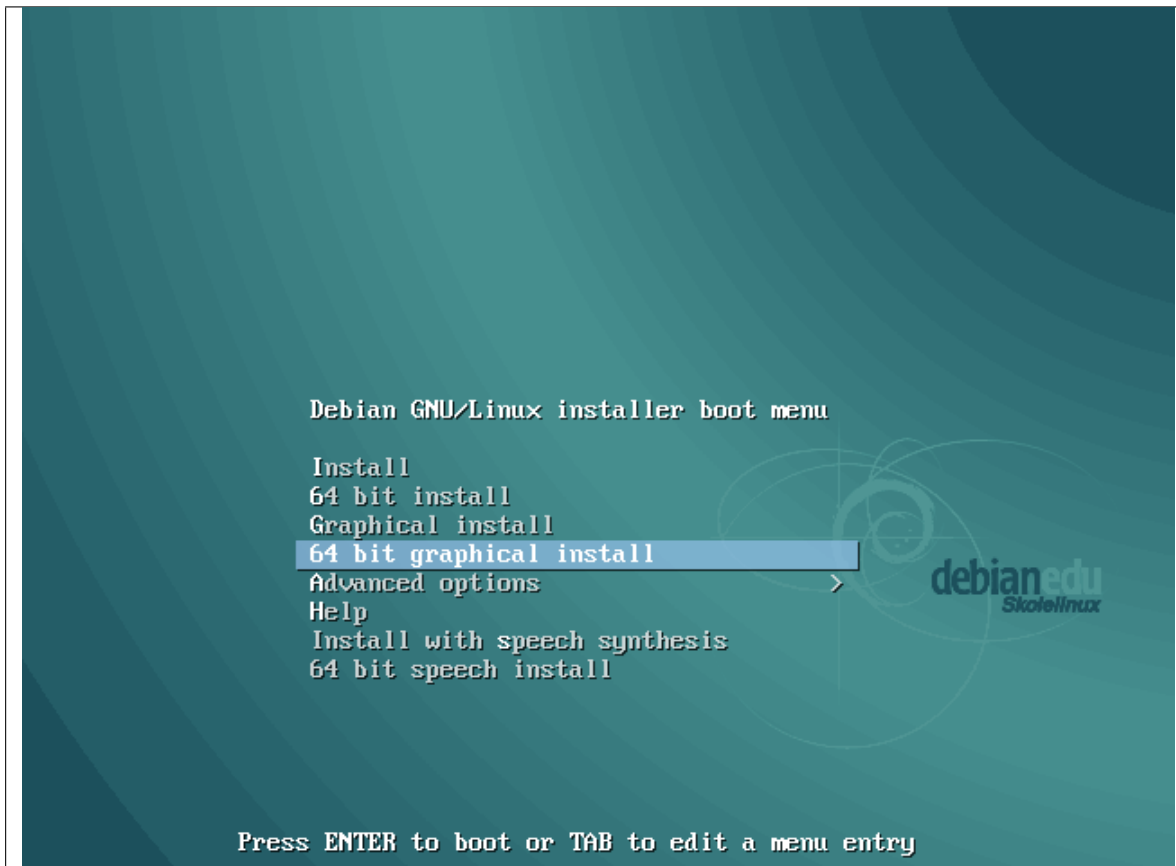 Debian GNU/Linux installer boot menu
Install
64 bit install
Graphical install
64 bit graphical install
Advanced options >
Help
Install with speech synthesis
64 bit speech install
debianedu
Skolelinux
Press ENTER to boot or TAB to edit a menu entry